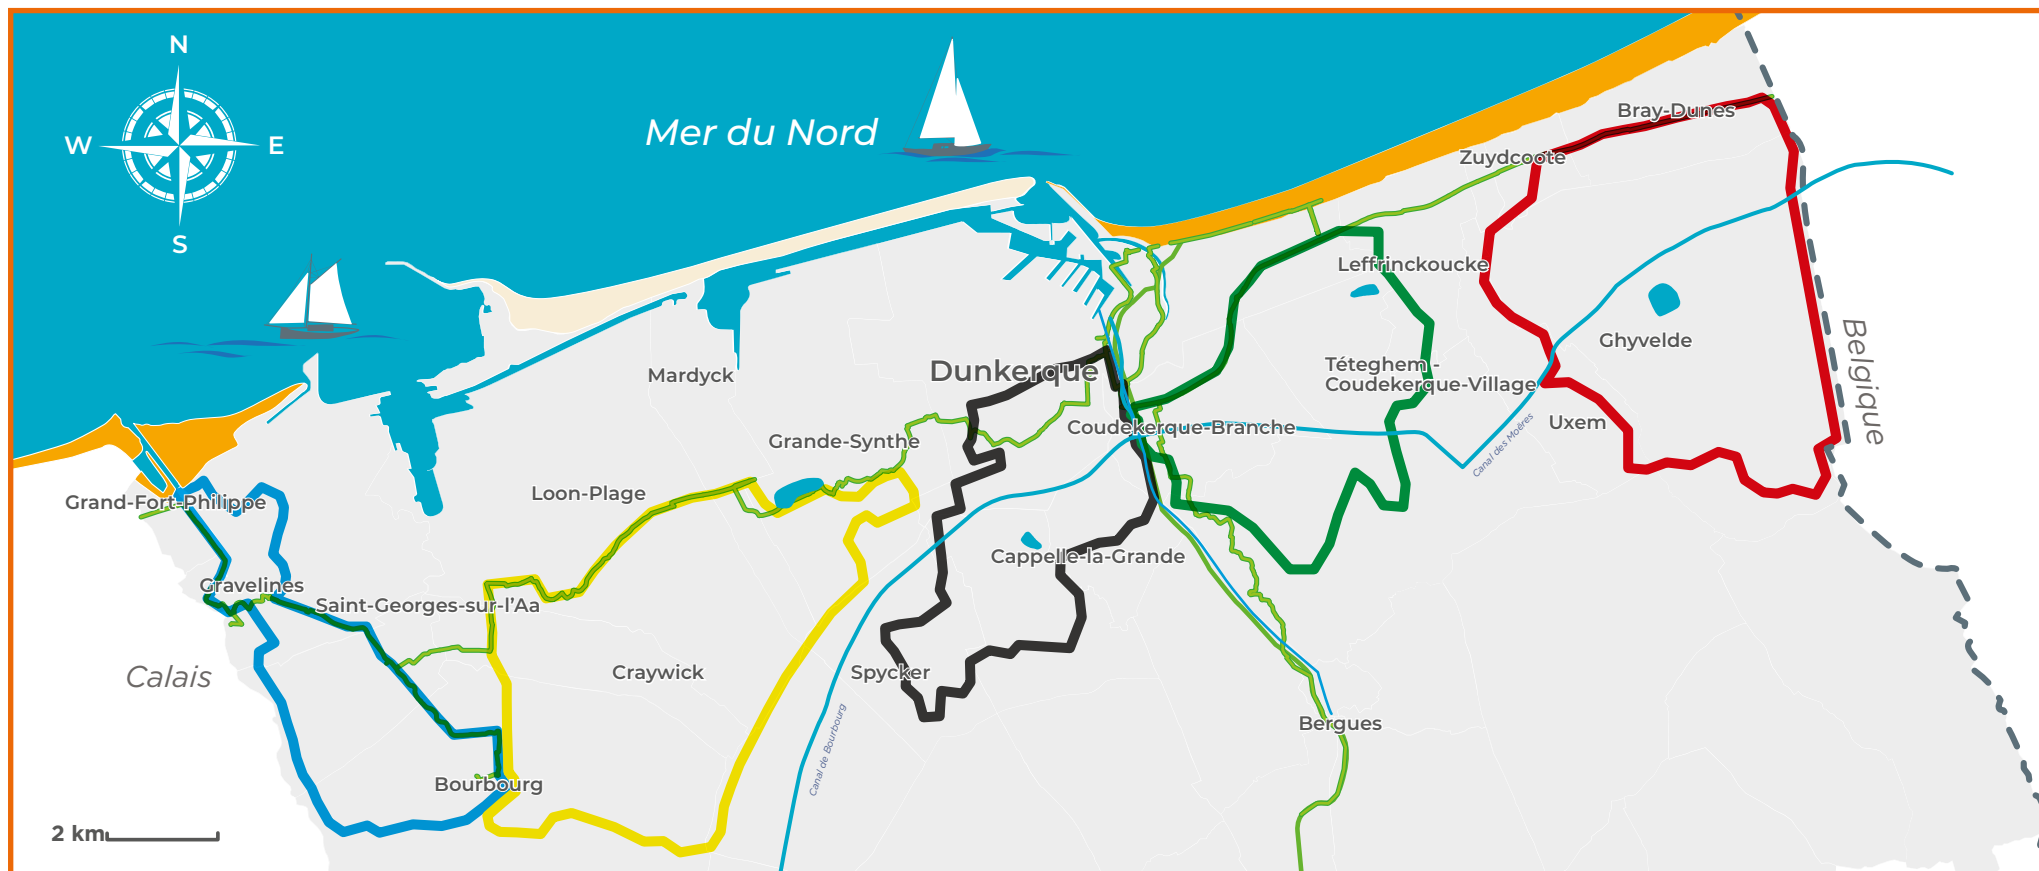 N
W
E
S
Mer du Nord
Bray-Dunes
Zuydcoote
Leffrinckoucke
Ghyvelde
Belgique
Téteghem -
Coudekerque-Village
Mardyck
Dunkerque
Uxem
Canal des Moëres
Coudekerque-Branche
Grande-Synthe
Loon-Plage
Grand-Fort-Philippe
Cappelle-la-Grande
Gravelines
Saint-Georges-sur-l'Aa
Calais
Craywick
Spycker
Canal de Bourbourg
Bergues
Bourbourg
2 km